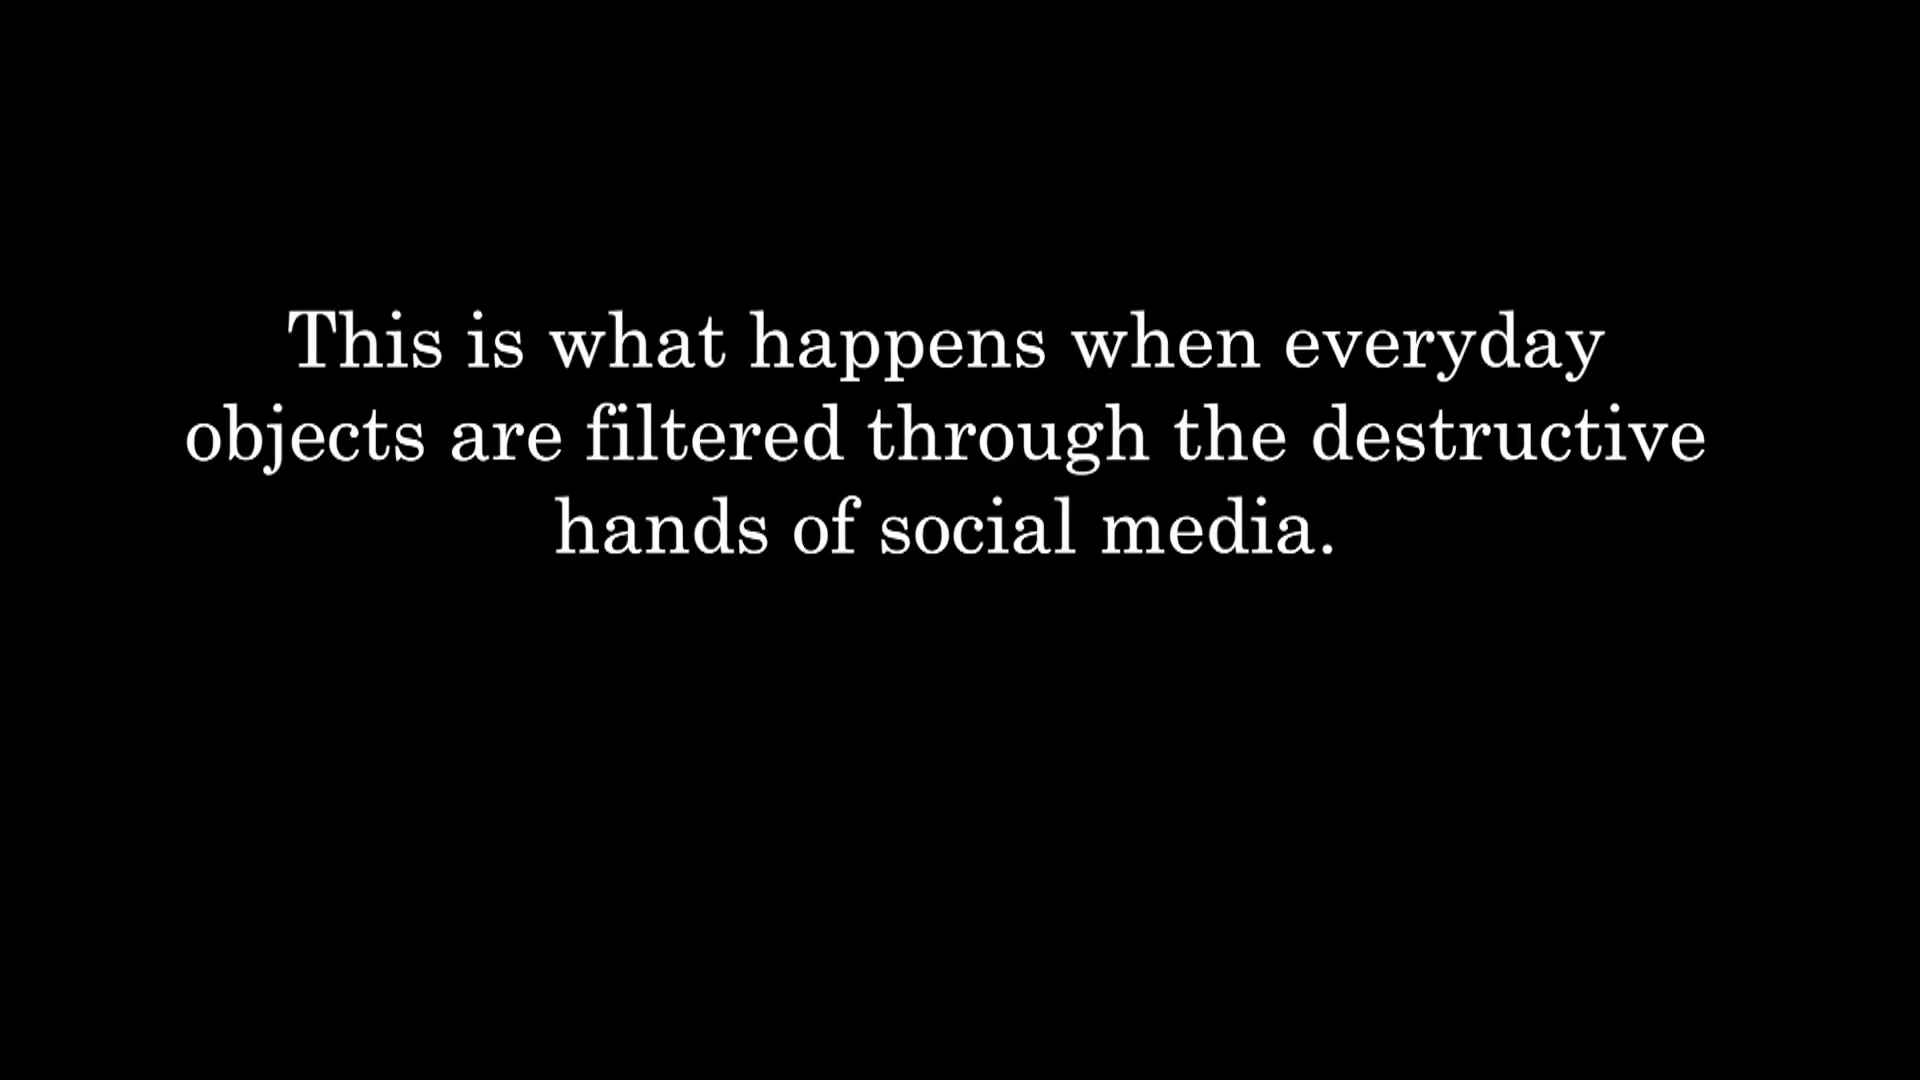 This is what happens when everyday
objects are filtered through the destructive
hands of social media.